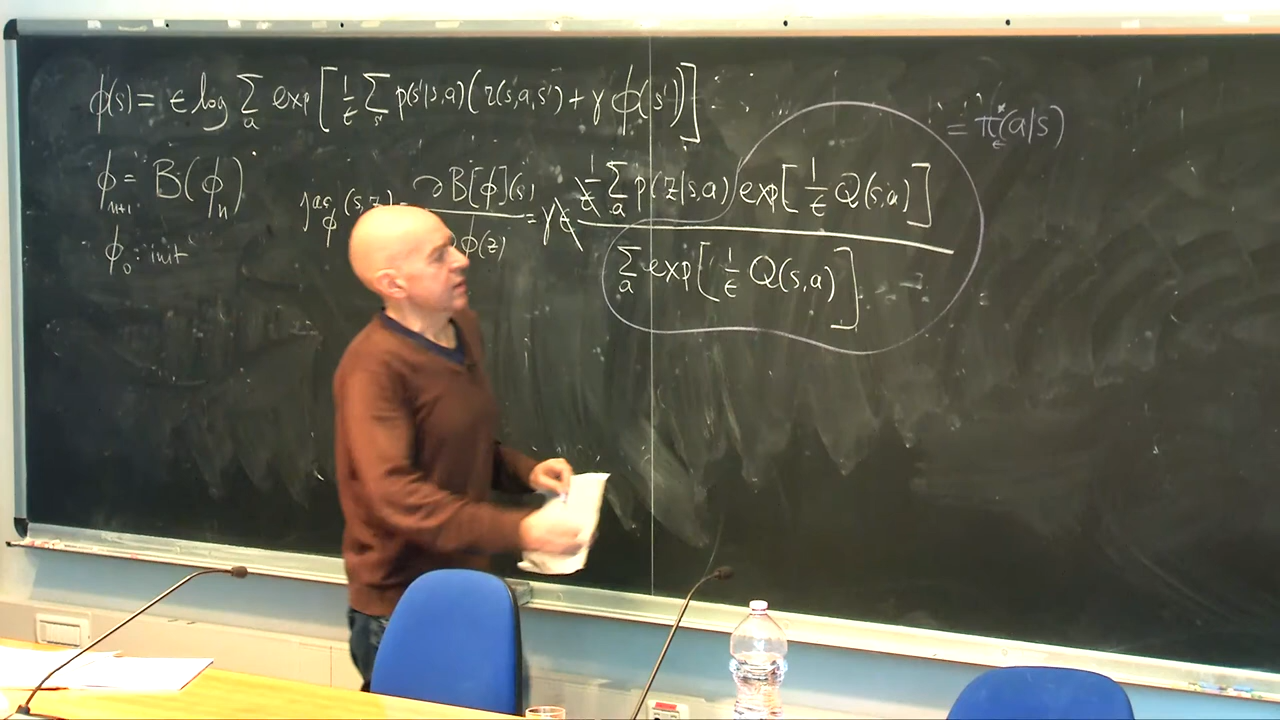 ϕ(s) = ε log Σ_a exp[ 1/ε Σ_s' p(s'|s,a) ( r(s,a,s') + γ ϕ(s') ) ]
ϕ_{n+1} = B(ϕ_n)
ϕ_0 : init
Jac_ϕ (s,z) = ∂B[ϕ](s) / ∂ϕ(z) = γ ε 1/ε Σ_a p(z|s,a) exp[ 1/ε Q(s,a) ] / Σ_a exp[ 1/ε Q(s,a) ]
= π*_ε(a|s)